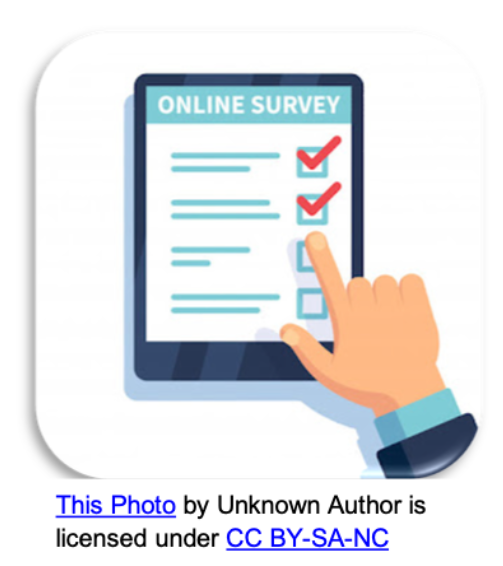 ONLINE SURVEY
This Photo by Unknown Author is
licensed under CC BY-SA-NC